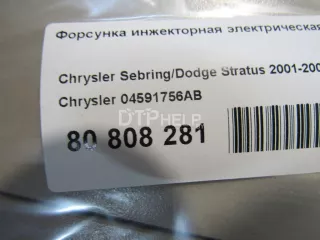 Форсунка инжекторная электрическая
Chrysler Sebring/Dodge Stratus 2001-200
Chrysler 04591756AB
80 808 281
DTPHELP